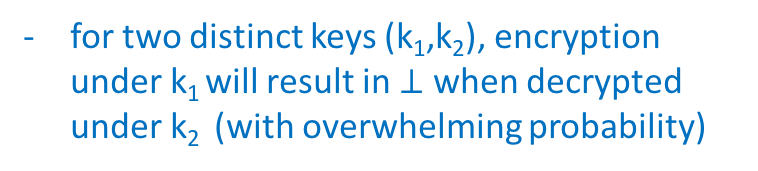 - for two distinct keys (k₁,k₂), encryption
under k₁ will result in ⊥ when decrypted
under k₂ (with overwhelming probability)